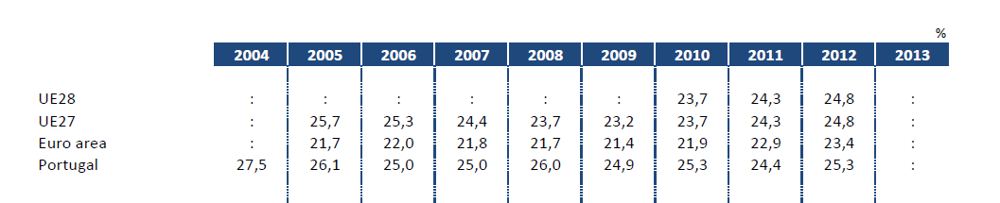 %
2004 2005 2006 2007 2008 2009 2010 2011 2012 2013
UE28 : : : : : : 23,7 24,3 24,8 :
UE27 : 25,7 25,3 24,4 23,7 23,2 23,7 24,3 24,8 :
Euro area : 21,7 22,0 21,8 21,7 21,4 21,9 22,9 23,4 :
Portugal 27,5 26,1 25,0 25,0 26,0 24,9 25,3 24,4 25,3 :